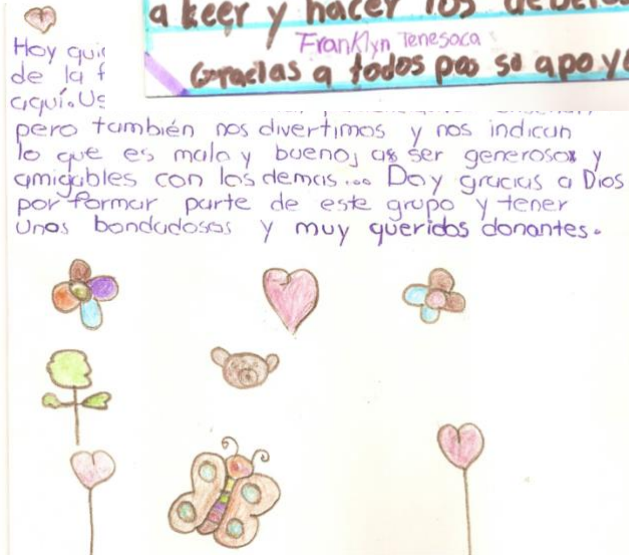 a leer y hacer los deberes
Franklyn Tenesaca
Gracias a todos por su apoyo
Hoy
de la
aquí. Us
pero también nos divertimos y nos indican
lo que es malo y bueno, a ser generosos y
amigables con los demas... Doy gracias a Dios
por formar parte de este grupo y tener
unos bondadosos y muy queridos donantes.